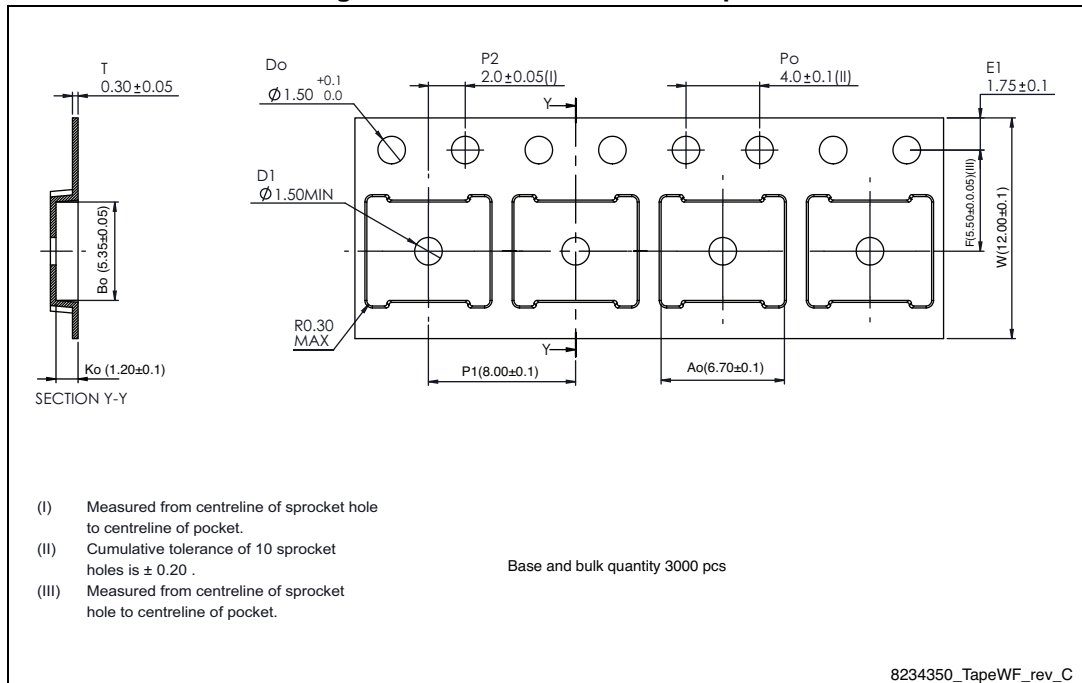 T
0.30±0.05
Do
Ø1.50 +0.1 0.0
P2
2.0±0.05(I)
Po
4.0±0.1(II)
E1
1.75±0.1
Y
D1
Ø1.50MIN
Bo (5.35±0.05)
F(5.50±0.0.05)(III)
W(12.00±0.1)
R0.30
MAX
Y
Ko (1.20±0.1)
P1(8.00±0.1)
Ao(6.70±0.1)
SECTION Y-Y
(I) Measured from centreline of sprocket hole
to centreline of pocket.
(II) Cumulative tolerance of 10 sprocket
holes is ± 0.20 .
(III) Measured from centreline of sprocket
hole to centreline of pocket.
Base and bulk quantity 3000 pcs
8234350_TapeWF_rev_C